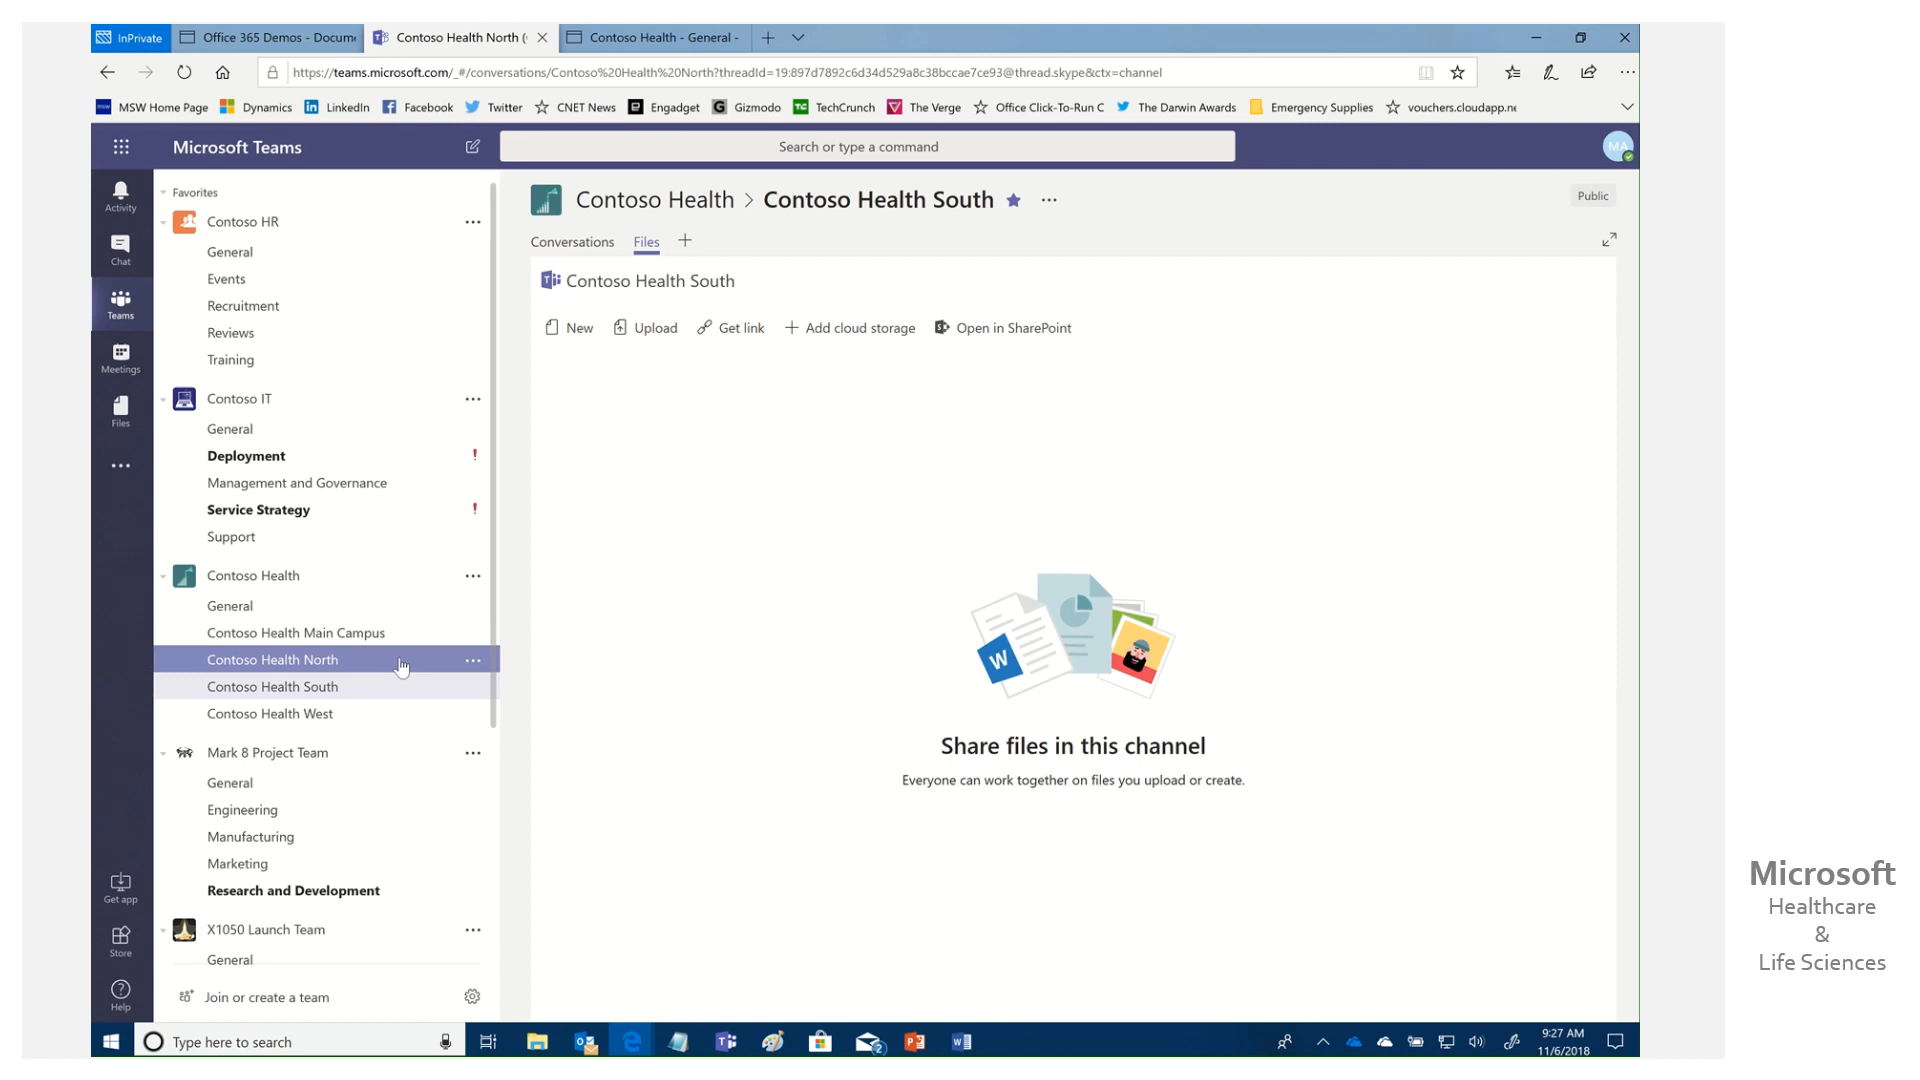 InPrivate
Office 365 Demos - Docume
Contoso Health North (
Contoso Health - General -
https://teams.microsoft.com/_#/conversations/Contoso%20Health%20North?threadId=19:897d7892c6d34d529a8c38bccae7ce93@thread.skype&ctx=channel
MSW Home Page
Dynamics
LinkedIn
Facebook
Twitter
CNET News
Engadget
Gizmodo
TechCrunch
The Verge
Office Click-To-Run C
The Darwin Awards
Emergency Supplies
vouchers.cloudapp.ne
Microsoft Teams
Search or type a command
MA
Activity
Chat
Teams
Meetings
Files
Get app
Store
Help
Favorites
Contoso HR
General
Events
Recruitment
Reviews
Training
Contoso IT
General
Deployment !
Management and Governance
Service Strategy !
Support
Contoso Health
General
Contoso Health Main Campus
Contoso Health North
Contoso Health South
Contoso Health West
Mark 8 Project Team
General
Engineering
Manufacturing
Marketing
Research and Development
X1050 Launch Team
General
Join or create a team
Contoso Health > Contoso Health South
Public
Conversations Files
Contoso Health South
New
Upload
Get link
Add cloud storage
Open in SharePoint
W
Share files in this channel
Everyone can work together on files you upload or create.
Type here to search
2
9:27 AM
11/6/2018
Microsoft
Healthcare
&
Life Sciences